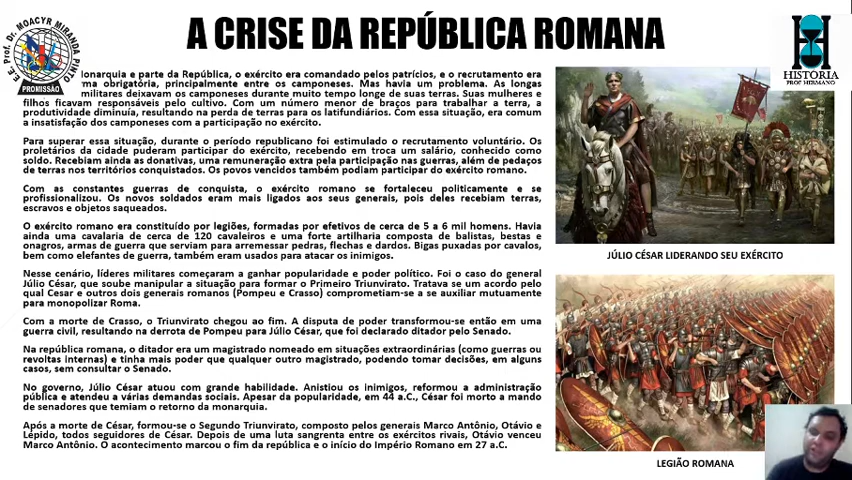 A CRISE DA REPÚBLICA ROMANA
E.E. Prof. Dr. MOACYR MIRANDA PINTO
PROMISSÃO
HISTORIA
PROF HERMANO
onarquia e parte da República, o exército era comandado pelos patrícios, e o recrutamento era
ma obrigatória, principalmente entre os camponeses. Mas havia um problema. As longas
militares deixavam os camponeses durante muito tempo longe de suas terras. Suas mulheres e
filhos ficavam responsáveis pelo cultivo. Com um número menor de braços para trabalhar a terra, a
produtividade diminuía, resultando na perda de terras para os latifundiários. Com essa situação, era comum
a insatisfação dos camponeses com a participação no exército.
Para superar essa situação, durante o período republicano foi estimulado o recrutamento voluntário. Os
proletários da cidade puderam participar do exército, recebendo em troca um salário, conhecido como
soldo. Recebiam ainda as donativas, uma remuneração extra pela participação nas guerras, além de pedaços
de terras nos territórios conquistados. Os povos vencidos também podiam participar do exército romano.
Com as constantes guerras de conquista, o exército romano se fortaleceu politicamente e se
profissionalizou. Os novos soldados eram mais ligados aos seus generais, pois deles recebiam terras,
escravos e objetos saqueados.
O exército romano era constituído por legiões, formadas por efetivos de cerca de 5 a 6 mil homens. Havia
ainda uma cavalaria de cerca de 120 cavaleiros e uma forte artilharia composta de balistas, bestas e
onagros, armas de guerra que serviam para arremessar pedras, flechas e dardos. Bigas puxadas por cavalos,
bem como elefantes de guerra, também eram usados para atacar os inimigos.
Nesse cenário, líderes militares começaram a ganhar popularidade e poder político. Foi o caso do general
Júlio César, que soube manipular a situação para formar o Primeiro Triunvirato. Tratava se um acordo pelo
qual Cesar e outros dois generais romanos (Pompeu e Crasso) comprometiam-se a se auxiliar mutuamente
para monopolizar Roma.
Com a morte de Crasso, o Triunvirato chegou ao fim. A disputa de poder transformou-se então em uma
guerra civil, resultando na derrota de Pompeu para Júlio César, que foi declarado ditador pelo Senado.
Na república romana, o ditador era um magistrado nomeado em situações extraordinárias (como guerras ou
revoltas internas) e tinha mais poder que qualquer outro magistrado, podendo tomar decisões, em alguns
casos, sem consultar o Senado.
No governo, Júlio César atuou com grande habilidade. Anistiou os inimigos, reformou a administração
pública e atendeu a várias demandas sociais. Apesar da popularidade, em 44 a.C., César foi morto a mando
de senadores que temiam o retorno da monarquia.
Após a morte de César, formou-se o Segundo Triunvirato, composto pelos generais Marco Antônio, Otávio e
Lépido, todos seguidores de César. Depois de uma luta sangrenta entre os exércitos rivais, Otávio venceu
Marco Antônio. O acontecimento marcou o fim da república e o início do Império Romano em 27 a.C.
JÚLIO CÉSAR LIDERANDO SEU EXÉRCITO
LEGIÃO ROMANA